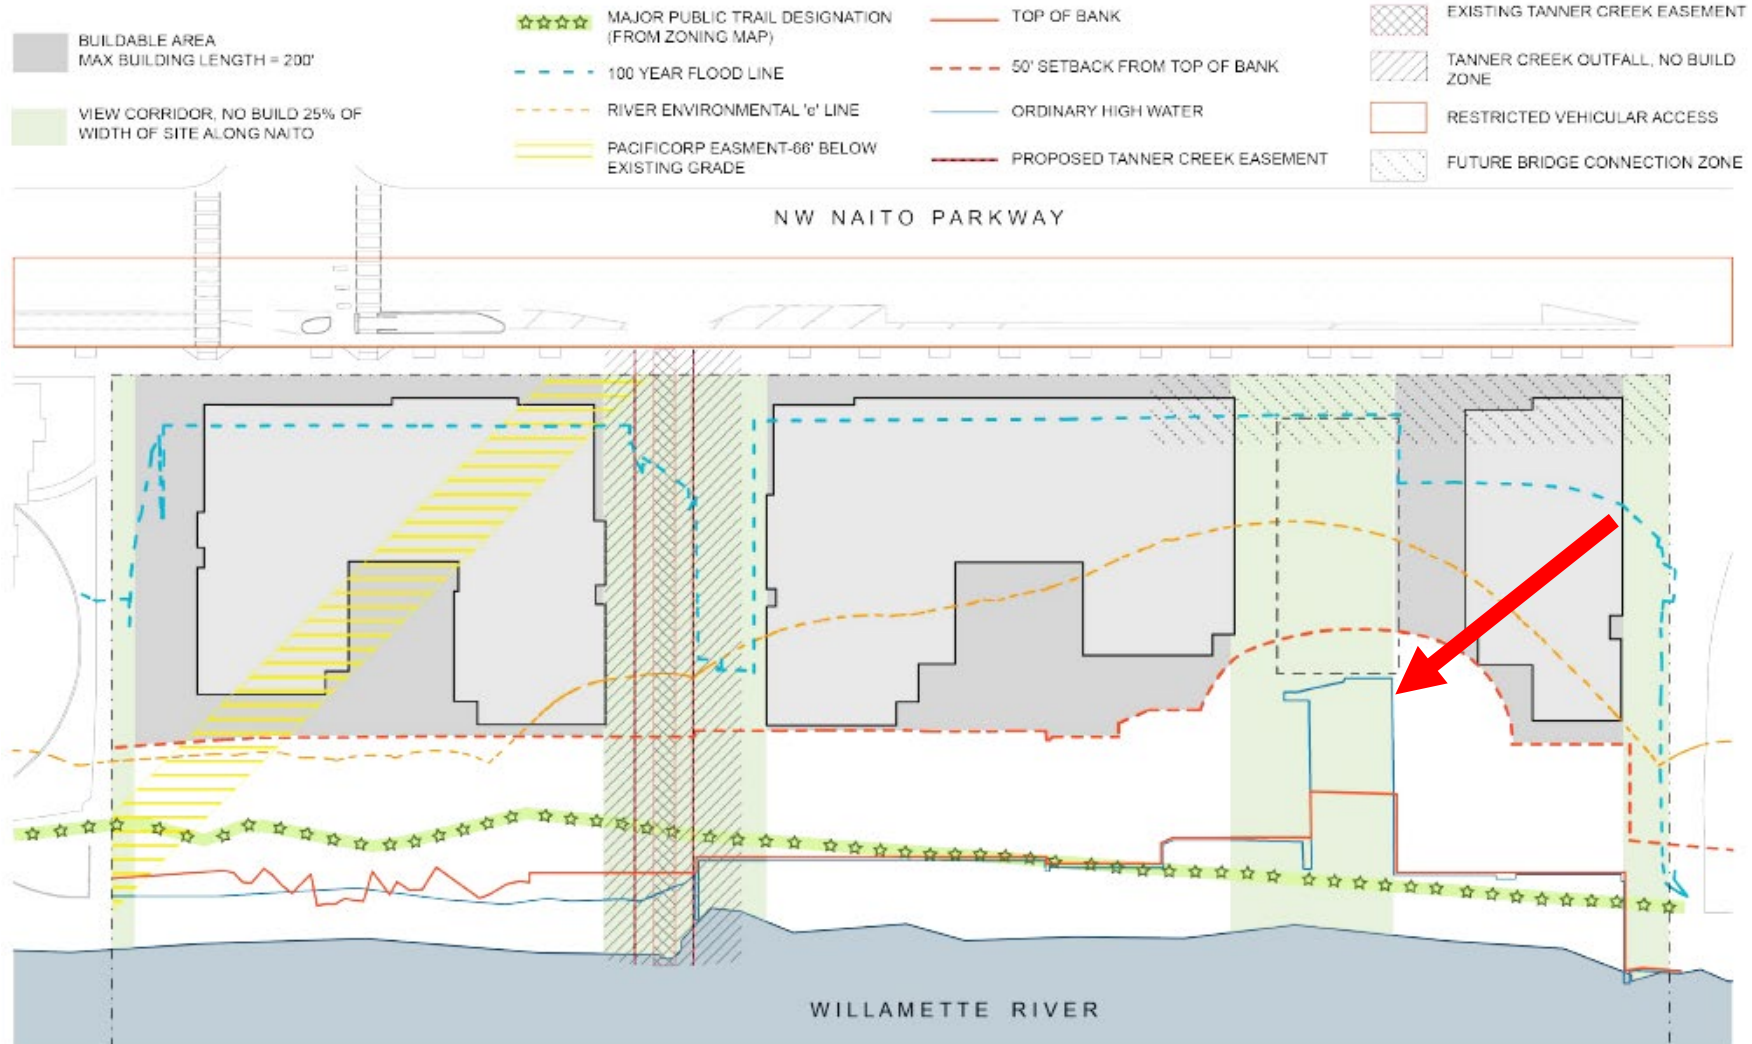 BUILDABLE AREA
MAX BUILDING LENGTH = 200'
VIEW CORRIDOR, NO BUILD 25% OF
WIDTH OF SITE ALONG NAITO
MAJOR PUBLIC TRAIL DESIGNATION
(FROM ZONING MAP)
100 YEAR FLOOD LINE
RIVER ENVIRONMENTAL 'e' LINE
PACIFICORP EASMENT-66' BELOW
EXISTING GRADE
TOP OF BANK
50' SETBACK FROM TOP OF BANK
ORDINARY HIGH WATER
PROPOSED TANNER CREEK EASEMENT
EXISTING TANNER CREEK EASEMENT
TANNER CREEK OUTFALL, NO BUILD
ZONE
RESTRICTED VEHICULAR ACCESS
FUTURE BRIDGE CONNECTION ZONE
NW NAITO PARKWAY
WILLAMETTE RIVER